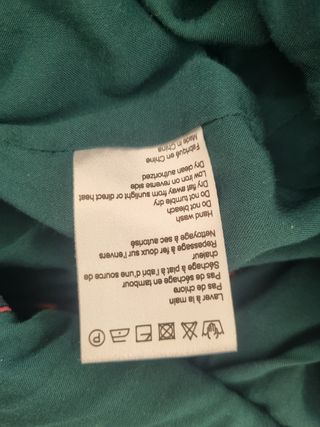 Laver à la main
Pas de chlore
Pas de séchage en tambour
Séchage à plat à l'abri d'une source de
chaleur
Repassage à fer doux sur l'envers
Nettoyage à sec autorisé
Hand wash
Do not bleach
Do not tumble dry
Dry flat away from sunlight or direct heat
Low iron on reverse side
Dry clean authorized
Fabriqué en Chine
Made in China